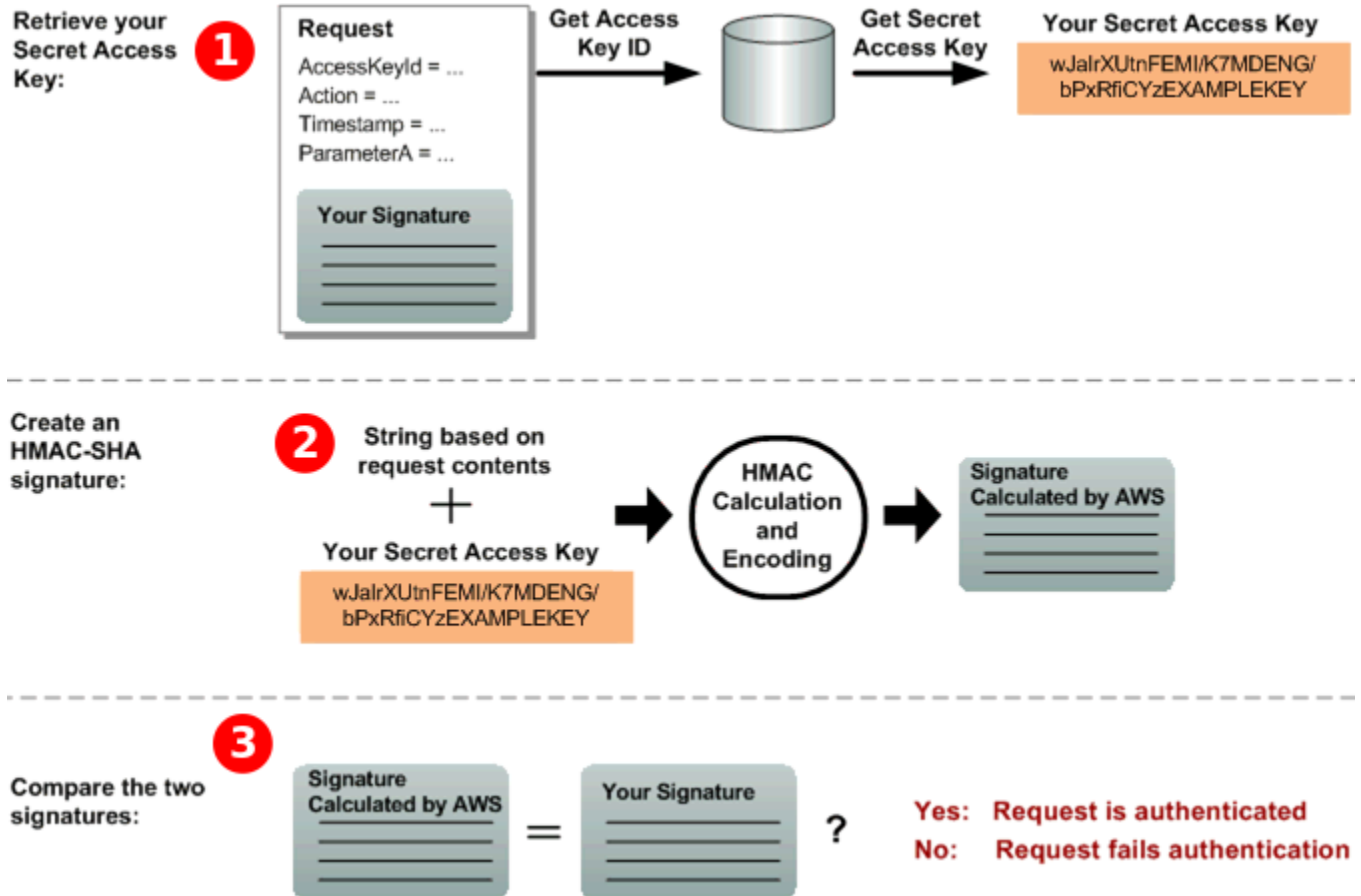 Retrieve your
Secret Access
Key:
1
Request
AccessKeyId = ...
Action = ...
Timestamp = ...
ParameterA = ...
Your Signature
Get Access
Key ID
Get Secret
Access Key
Your Secret Access Key
wJalrXUtnFEMI/K7MDENG/
bPxRfiCYzEXAMPLEKEY
Create an
HMAC-SHA
signature:
2
String based on
request contents
+
Your Secret Access Key
wJalrXUtnFEMI/K7MDENG/
bPxRfiCYzEXAMPLEKEY
HMAC
Calculation
and
Encoding
Signature
Calculated by AWS
3
Compare the two
signatures:
Signature
Calculated by AWS
=
Your Signature
?
Yes: Request is authenticated
No: Request fails authentication